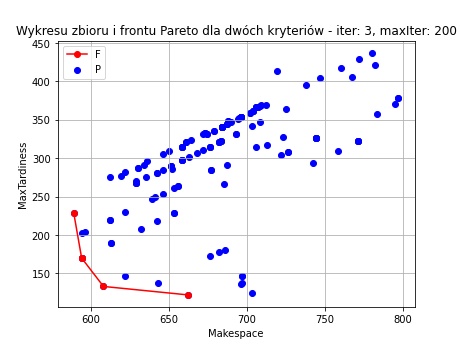 Wykresu zbioru i frontu Pareto dla dwóch kryteriów - iter: 3, maxIter: 200
F
P
450
400
350
300
250
200
150
MaxTardiness
600 650 700 750 800
Makespace